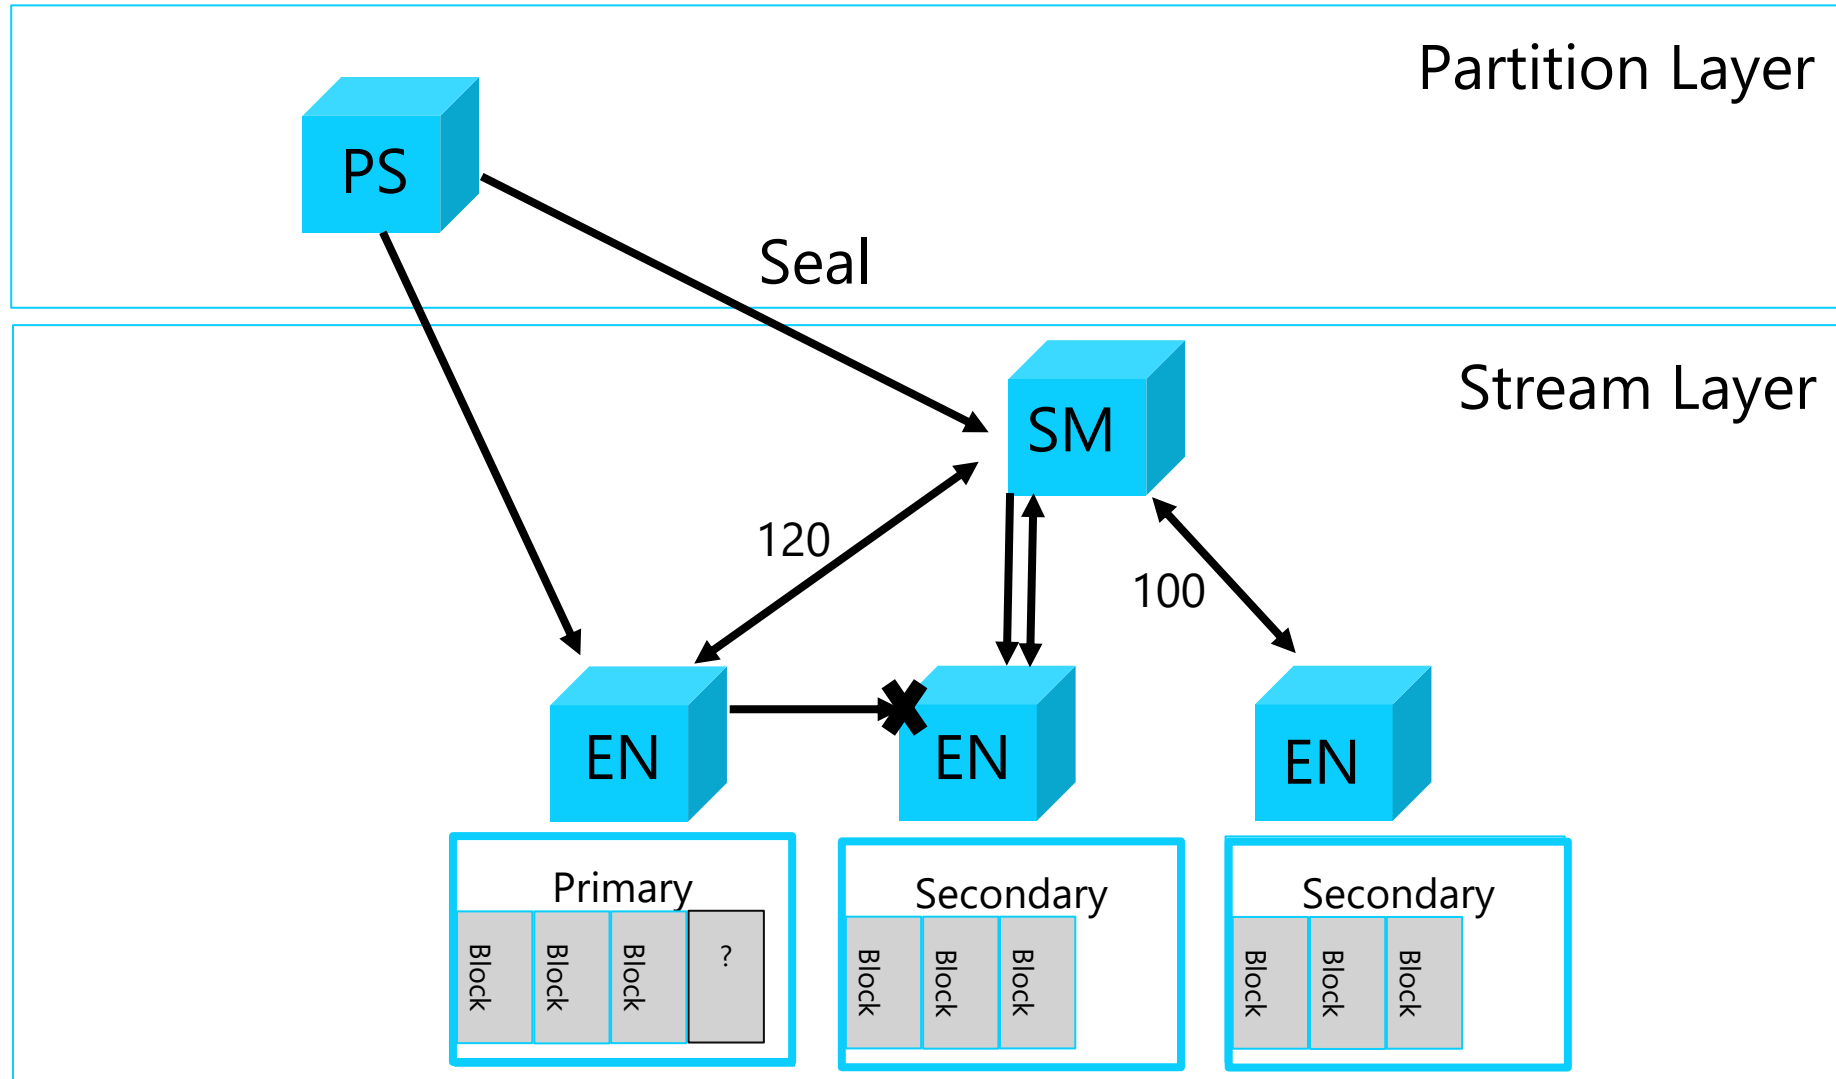 Partition Layer
PS
Seal
Stream Layer
SM
120
100
EN
EN
EN
Primary
Block
Block
Block
?
Secondary
Block
Block
Block
Secondary
Block
Block
Block